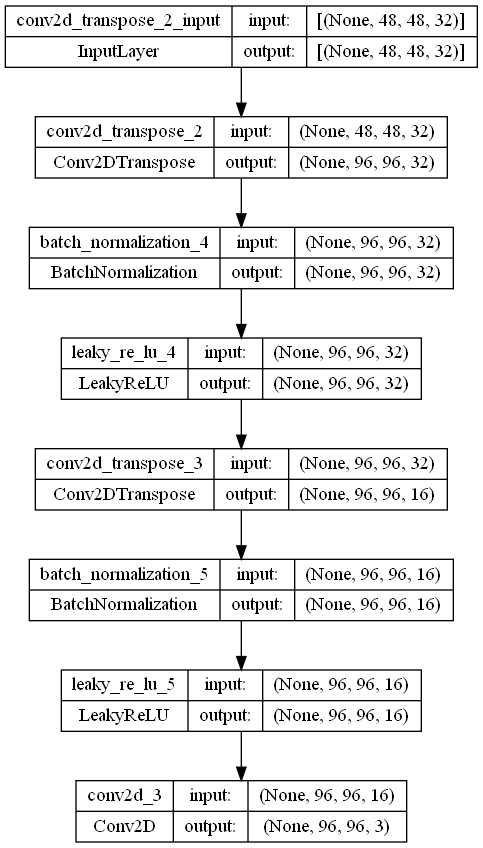 conv2d_transpose_2_input input: [(None, 48, 48, 32)]
InputLayer output: [(None, 48, 48, 32)]
conv2d_transpose_2 input: (None, 48, 48, 32)
Conv2DTranspose output: (None, 96, 96, 32)
batch_normalization_4 input: (None, 96, 96, 32)
BatchNormalization output: (None, 96, 96, 32)
leaky_re_lu_4 input: (None, 96, 96, 32)
LeakyReLU output: (None, 96, 96, 32)
conv2d_transpose_3 input: (None, 96, 96, 32)
Conv2DTranspose output: (None, 96, 96, 16)
batch_normalization_5 input: (None, 96, 96, 16)
BatchNormalization output: (None, 96, 96, 16)
leaky_re_lu_5 input: (None, 96, 96, 16)
LeakyReLU output: (None, 96, 96, 16)
conv2d_3 input: (None, 96, 96, 16)
Conv2D output: (None, 96, 96, 3)